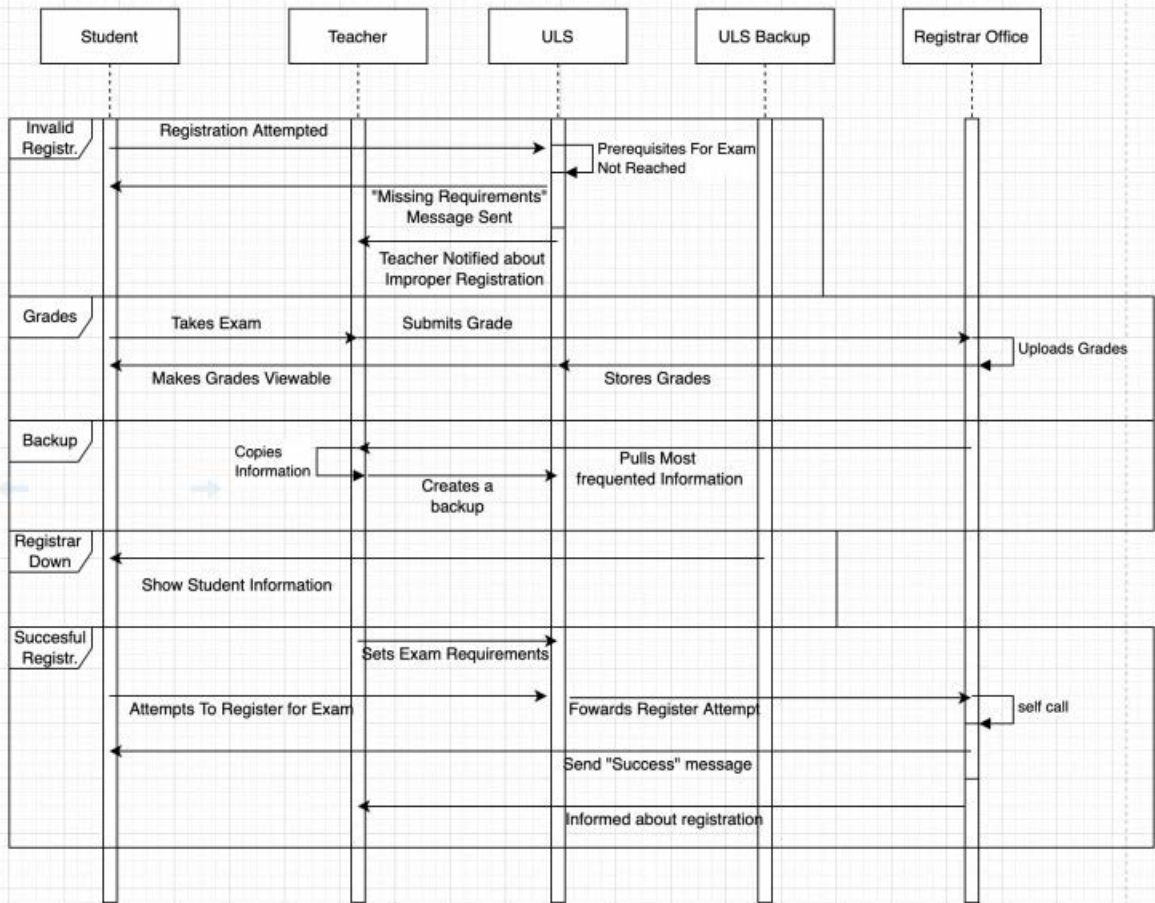 Student
Teacher
ULS
ULS Backup
Registrar Office
Invalid
Registr.
Registration Attempted
Prerequisites For Exam
Not Reached
"Missing Requirements"
Message Sent
Teacher Notified about
Improper Registration
Grades
Takes Exam
Submits Grade
Uploads Grades
Makes Grades Viewable
Stores Grades
Backup
Copies
Information
Pulls Most
frequented Information
Creates a
backup
Registrar
Down
Show Student Information
Succesful
Registr.
Sets Exam Requirements
Attempts To Register for Exam
Fowards Register Attempt
self call
Send "Success" message
Informed about registration